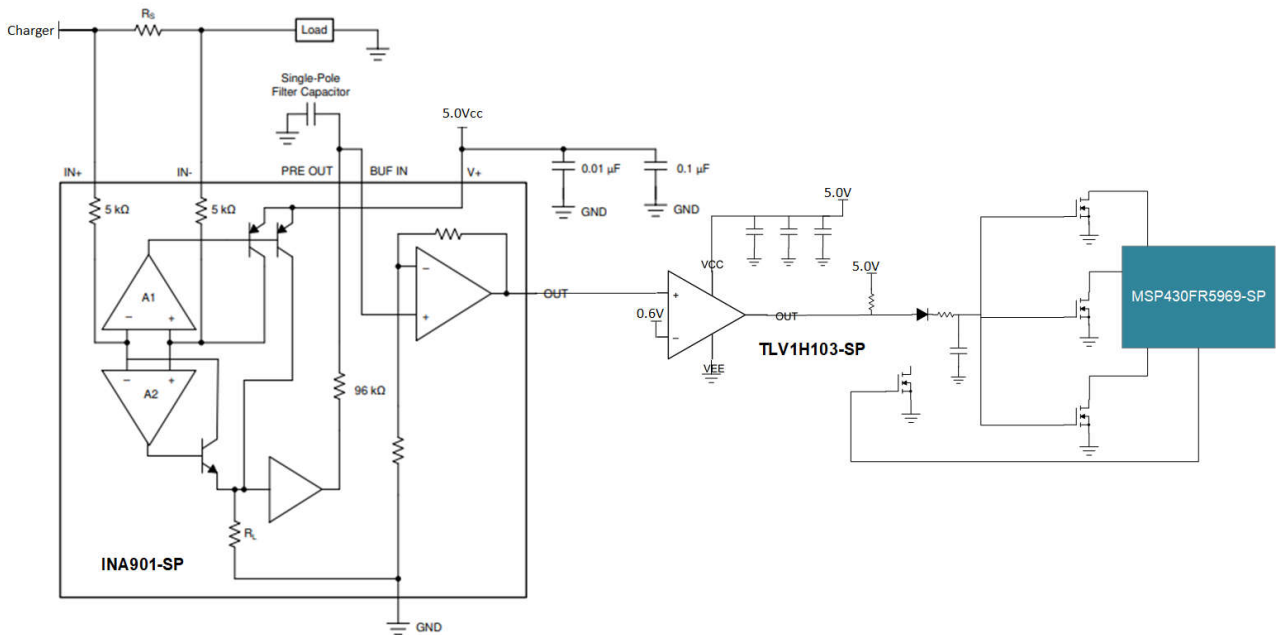 Charger
RS
Load
Single-Pole
Filter Capacitor
5.0Vcc
IN+
IN-
PRE OUT
BUF IN
V+
0.01 µF
0.1 µF
GND
GND
5 kΩ
5 kΩ
A1
A2
96 kΩ
RL
INA901-SP
GND
OUT
5.0V
VCC
0.6V
OUT
VEE
TLV1H103-SP
5.0V
MSP430FR5969-SP